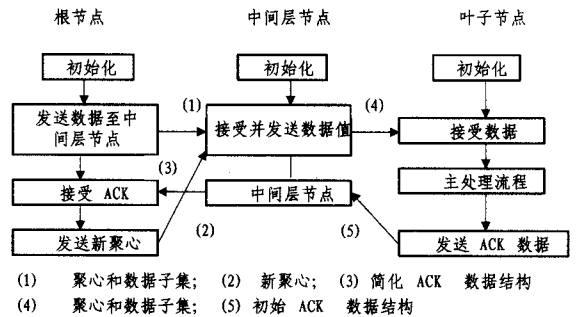 根节点 中间层节点 叶子节点
初始化 初始化 初始化
发送数据至中
间层节点
(1)
接受并发送数据值
(4)
接受数据
(3)
主处理流程
接受 ACK
中间层节点
发送新聚心
(2)
(5)
发送 ACK 数据
(1) 聚心和数据子集; (2) 新聚心; (3) 简化 ACK 数据结构
(4) 聚心和数据子集; (5) 初始 ACK 数据结构